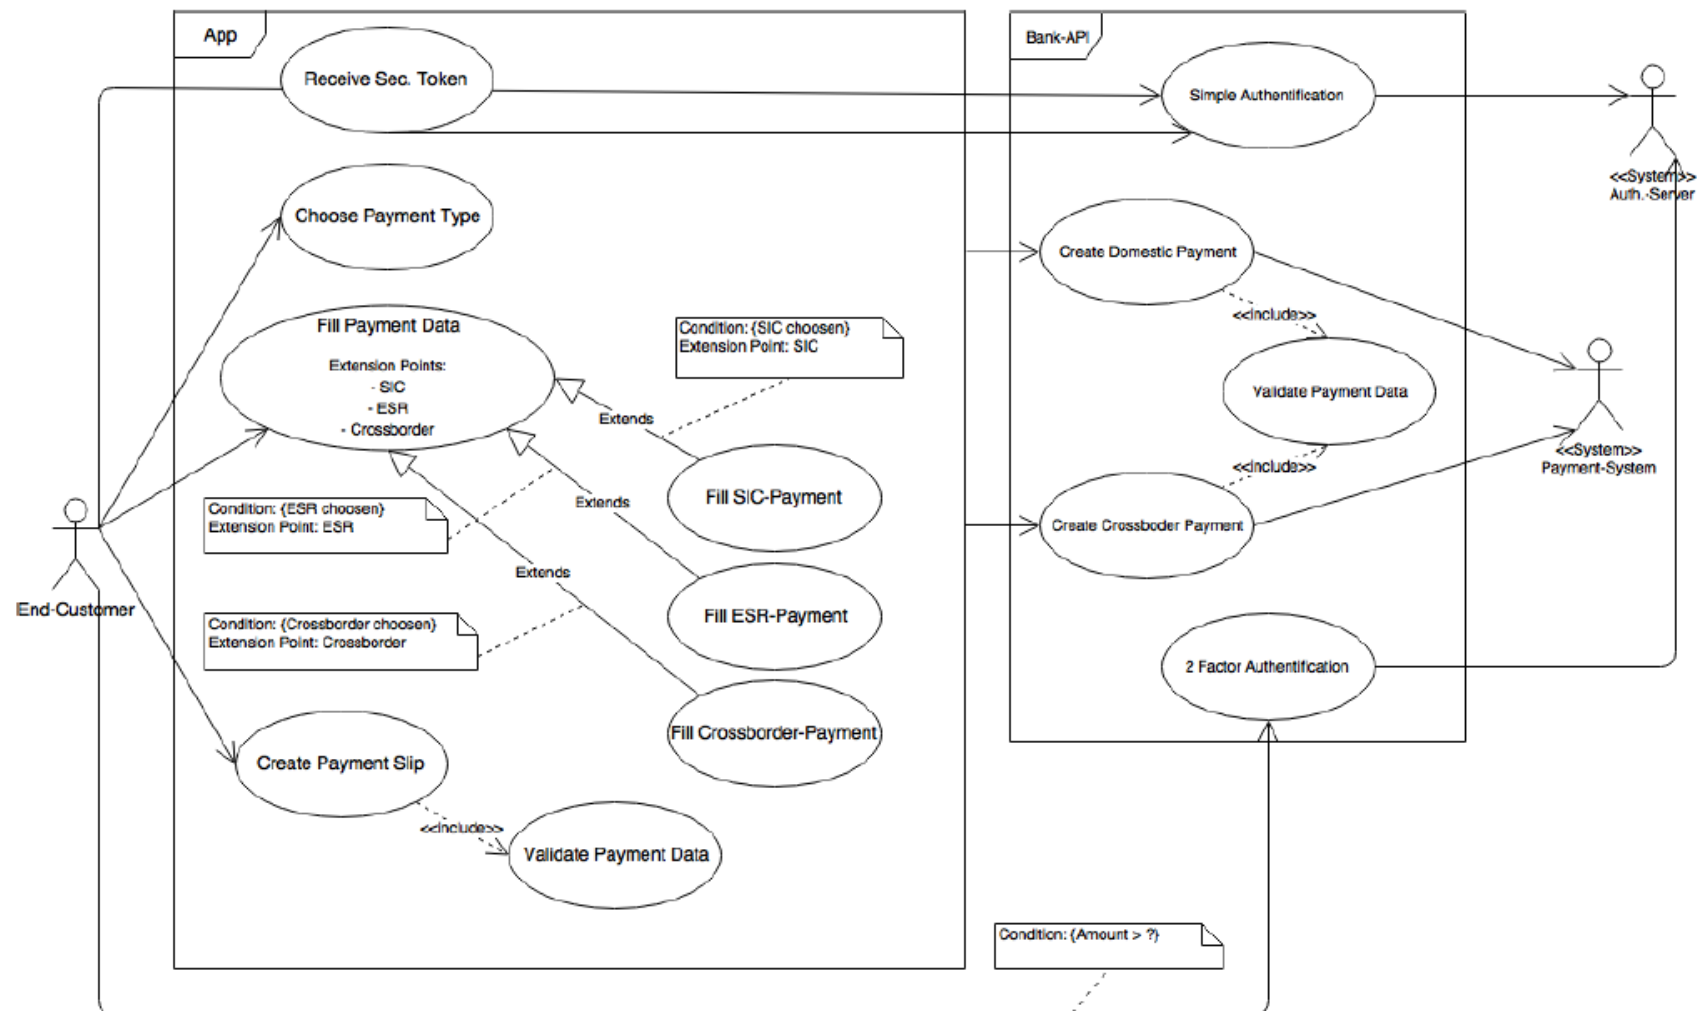 App
Receive Sec. Token
Choose Payment Type
Fill Payment Data
Extension Points:
- SIC
- ESR
- Crossborder
Condition: {SIC choosen}
Extension Point: SIC
Extends
Fill SIC-Payment
Condition: {ESR choosen}
Extension Point: ESR
Extends
Fill ESR-Payment
Extends
Condition: {Crossborder choosen}
Extension Point: Crossborder
Fill Crossborder-Payment
End-Customer
Create Payment Slip
<<include>>
Validate Payment Data
Bank-API
Simple Authentification
<<System>>
Auth.-Server
Create Domestic Payment
<<include>>
Validate Payment Data
<<include>>
<<System>>
Payment-System
Create Crossboder Payment
2 Factor Authentification
Condition: {Amount > ?}